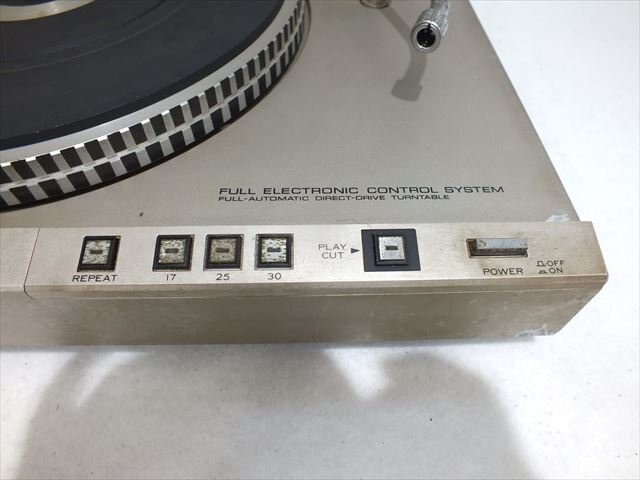 FULL ELECTRONIC CONTROL SYSTEM
FULL-AUTOMATIC DIRECT-DRIVE TURNTABLE
REPEAT
17
25
30
PLAY
CUT
POWER
OFF
ON